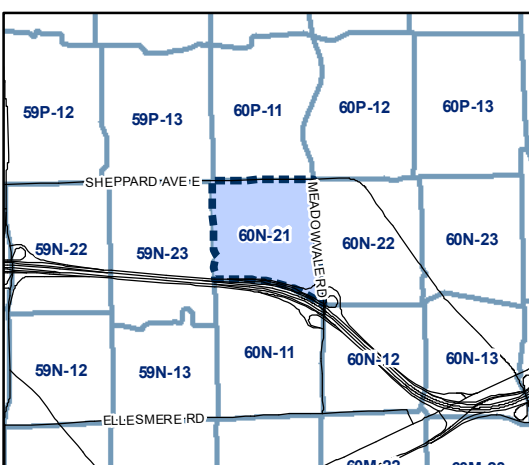 59P-12
59P-13
60P-11
60P-12
60P-13
SHEPPARD AVE E
MEADOWVALE RD
59N-22
59N-23
60N-21
60N-22
60N-23
59N-12
59N-13
60N-11
60N-12
60N-13
ELLESMERE RD